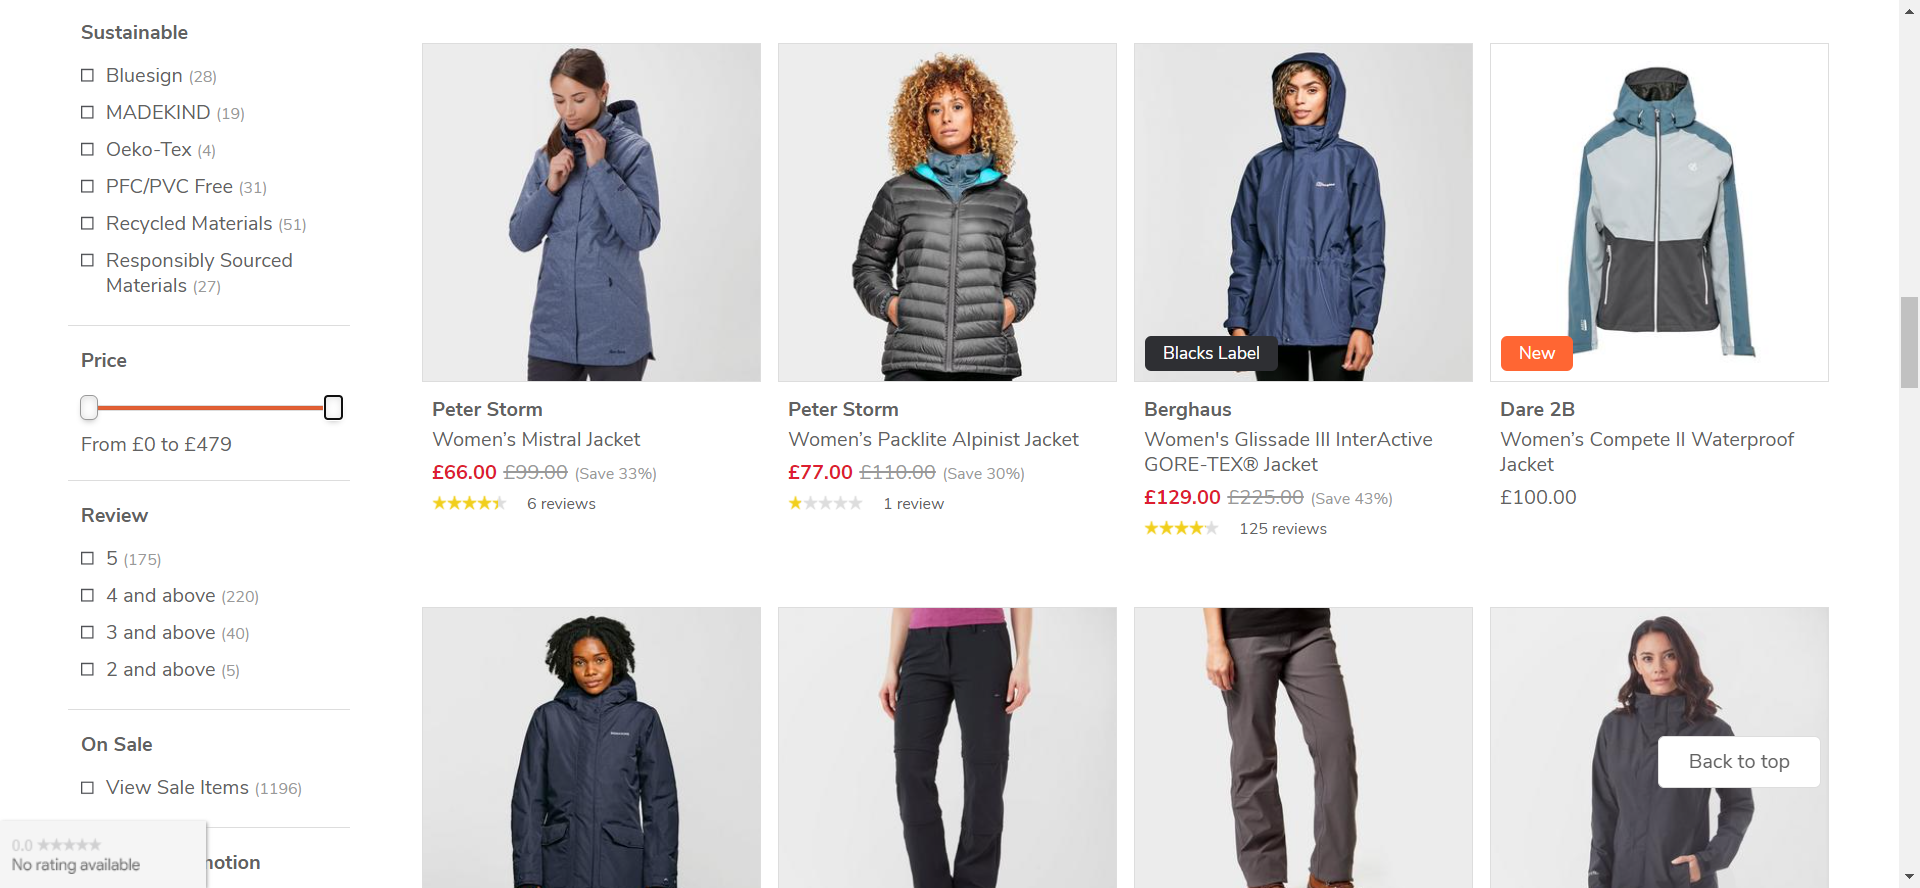 Sustainable
Bluesign (28)
MADEKIND (19)
Oeko-Tex (4)
PFC/PVC Free (31)
Recycled Materials (51)
Responsibly Sourced
Materials (27)
Price
From £0 to £479
Review
5 (175)
4 and above (220)
3 and above (40)
2 and above (5)
On Sale
View Sale Items (1196)
0.0
No rating available
Peter Storm
Women’s Mistral Jacket
£66.00 £99.00 (Save 33%)
6 reviews
Peter Storm
Women’s Packlite Alpinist Jacket
£77.00 £110.00 (Save 30%)
1 review
Blacks Label
Berghaus
Women's Glissade III InterActive
GORE-TEX® Jacket
£129.00 £225.00 (Save 43%)
125 reviews
New
Dare 2B
Women’s Compete II Waterproof
Jacket
£100.00
Back to top